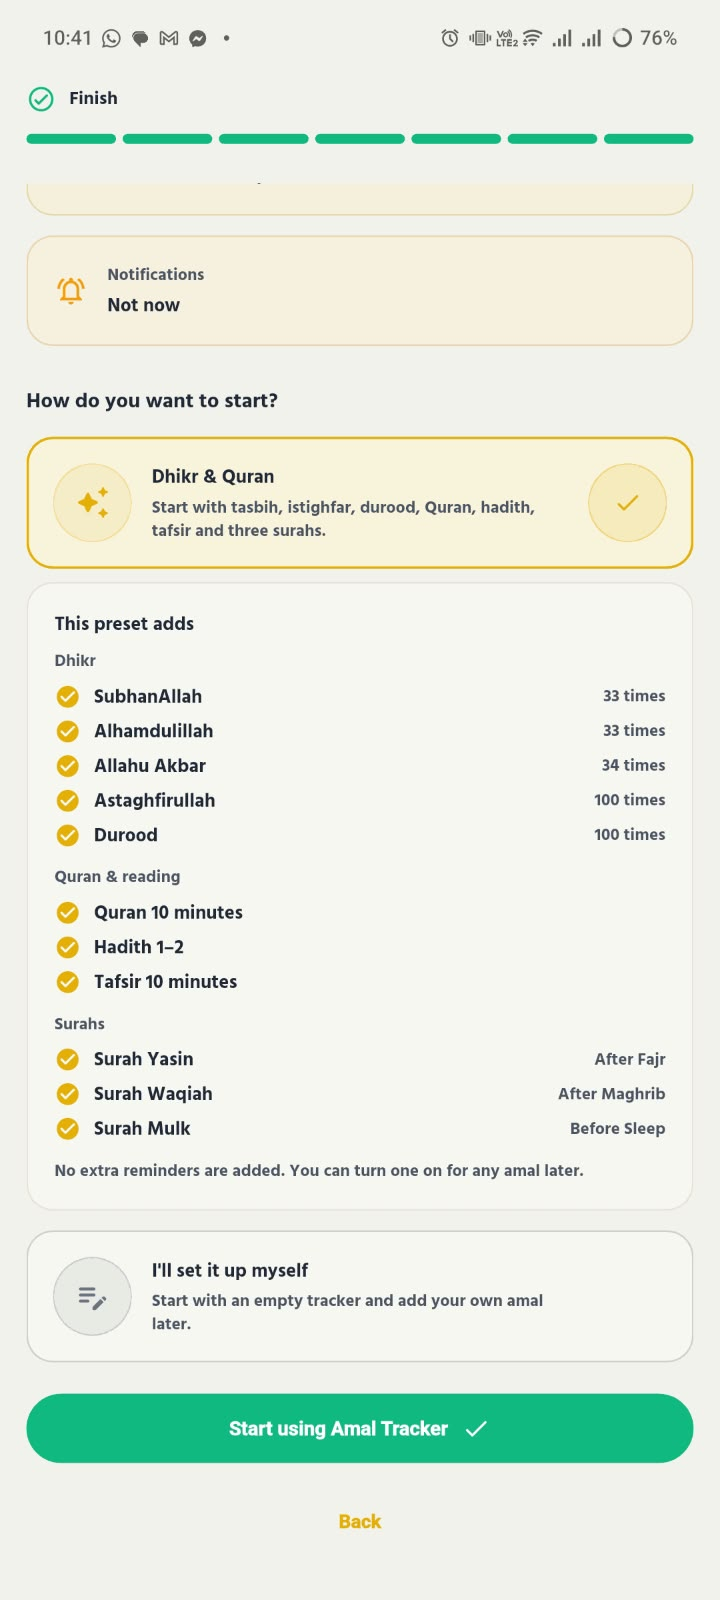 10:41
Vo) LTE2
76%
Finish
Notifications
Not now
How do you want to start?
Dhikr & Quran
Start with tasbih, istighfar, durood, Quran, hadith,
tafsir and three surahs.
This preset adds
Dhikr
SubhanAllah 33 times
Alhamdulillah 33 times
Allahu Akbar 34 times
Astaghfirullah 100 times
Durood 100 times
Quran & reading
Quran 10 minutes
Hadith 1–2
Tafsir 10 minutes
Surahs
Surah Yasin After Fajr
Surah Waqiah After Maghrib
Surah Mulk Before Sleep
No extra reminders are added. You can turn one on for any amal later.
I'll set it up myself
Start with an empty tracker and add your own amal
later.
Start using Amal Tracker
Back